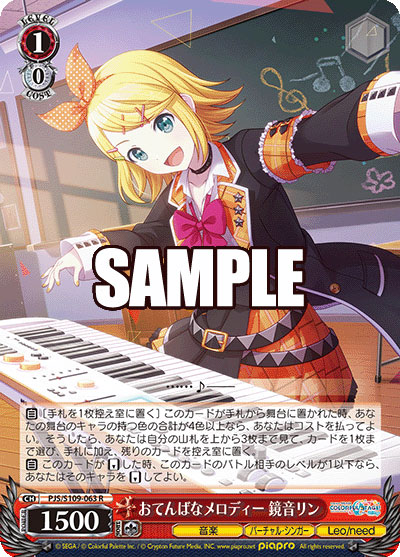 LEVEL
1
0
COST
SAMPLE
……♪――
自［手札を1枚控え室に置く］このカードが手札から舞台に置かれた時、あな
たの舞台のキャラの持つ色の合計が4色以上なら、あなたはコストを払ってよ
い。そうしたら、あなたは自分の山札を上から3枚まで見て、カードを1枚ま
で選び、手札に加え、残りのカードを控え室に置く。
自 このカードがした時、このカードのバトル相手のレベルが1以下なら、
あなたはそのキャラをしてよい。
CH PJS/S109-063 R
おてんばなメロディー 鏡音リン
COLORFUL STAGE!
POWER
1500
SOUL
音楽
バーチャル・シンガー
Leo/need
© SEGA / © Colorful Palette Inc. / © Crypton Future Media, INC. www.piapro.net piapro All rights reserved.